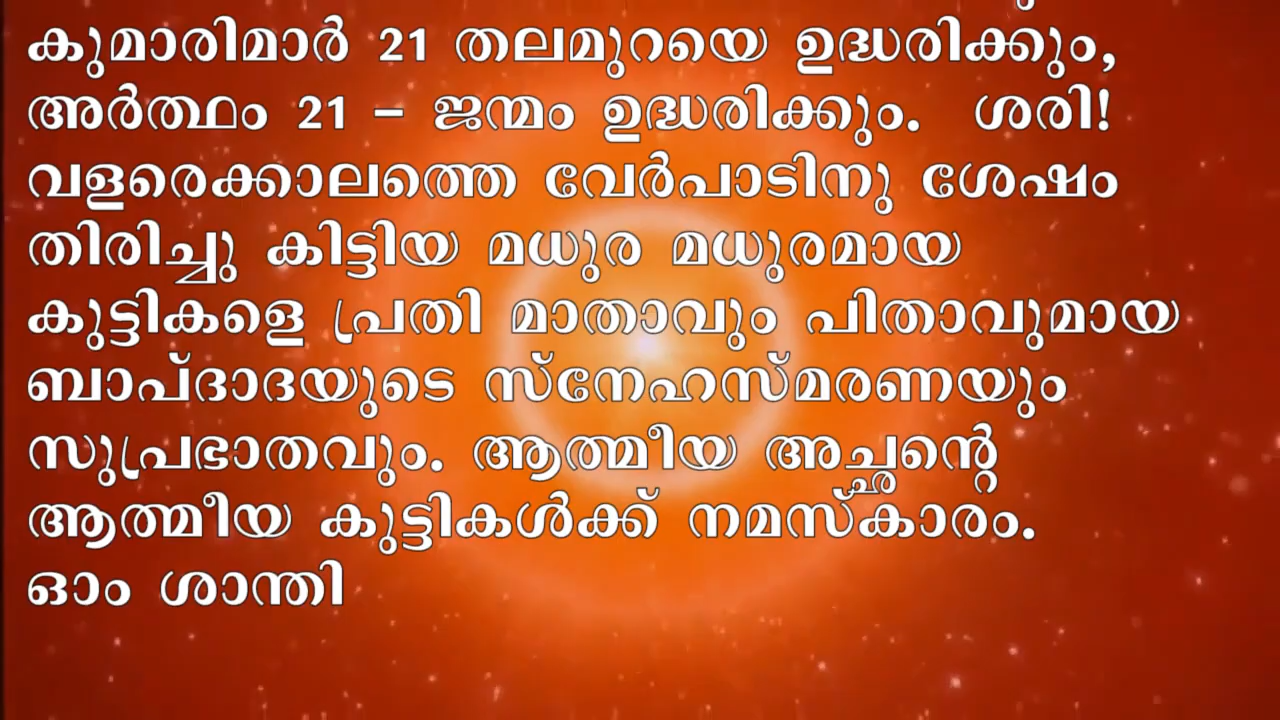 കുമാരിമാർ 21 തലമുറയെ ഉദ്ധരിക്കും,
അർത്ഥം 21 – ജന്മം ഉദ്ധരിക്കും. ശരി!
വളരെക്കാലത്തെ വേർപാടിനു ശേഷം
തിരിച്ചു കിട്ടിയ മധുര മധുരമായ
കുട്ടികളെ പ്രതി മാതാവും പിതാവുമായ
ബാപ്ദാദയുടെ സ്നേഹസ്മരണയും
സുപ്രഭാതവും. ആത്മീയ അച്ഛന്റെ
ആത്മീയ കുട്ടികൾക്ക് നമസ്കാരം.
ഓം ശാന്തി